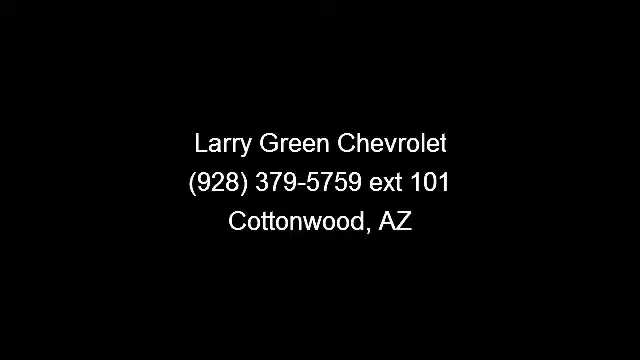 Larry Green Chevrolet
(928) 379-5759 ext 101
Cottonwood, AZ